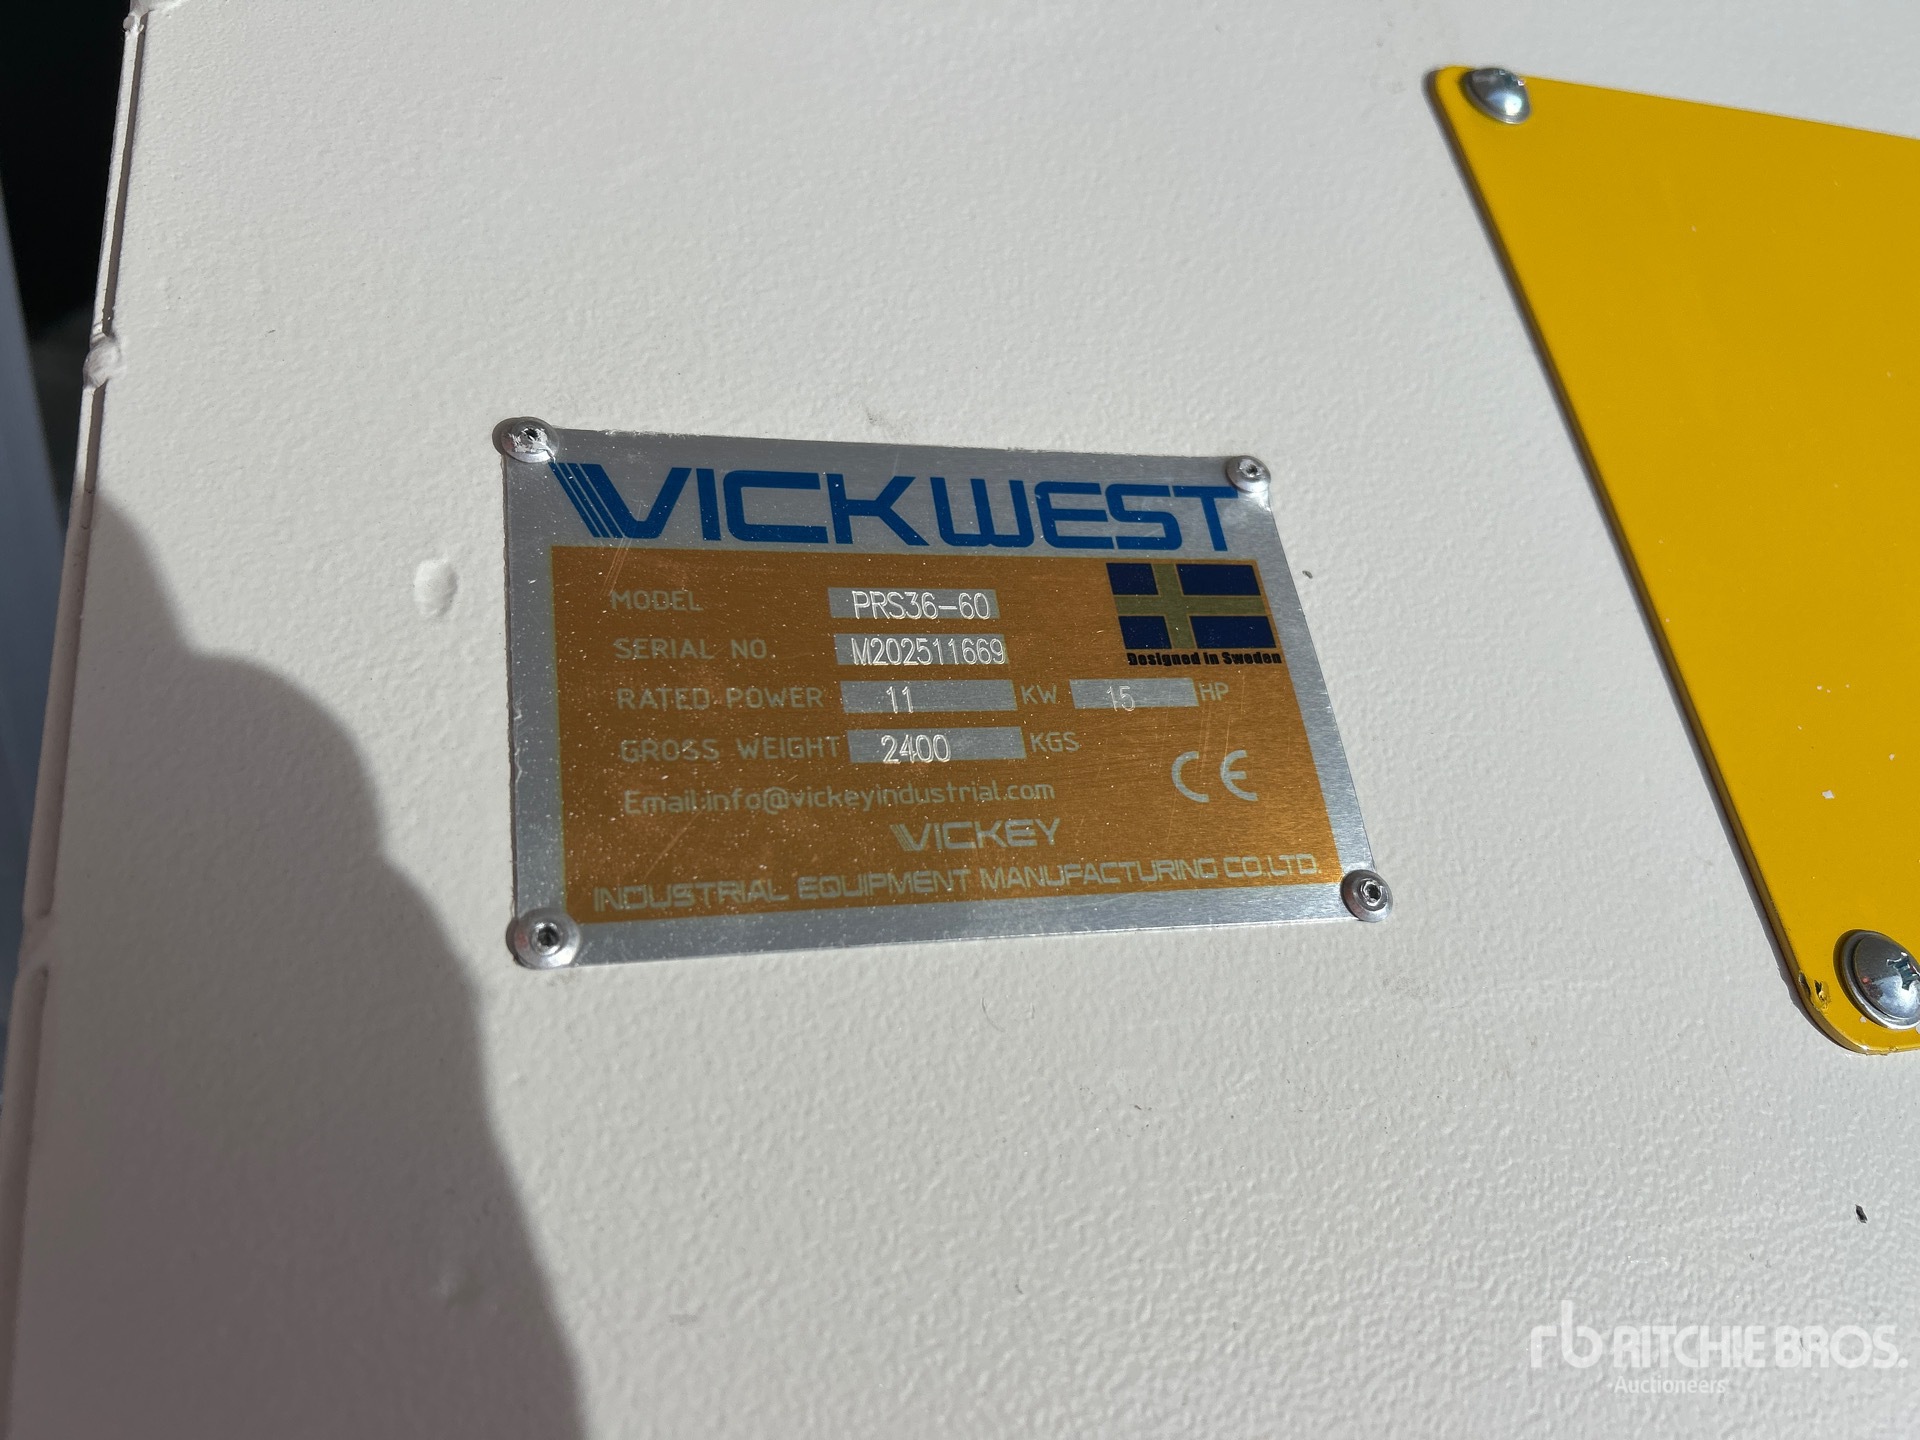 VICKWEST
MODEL PRS36-60
SERIAL NO. M202511669
Designed in Sweden
RATED POWER 11 KW 15 HP
GROSS WEIGHT 2400 KGS
CE
Email:info@vickeyindustrial.com
VICKEY
INDUSTRIAL EQUIPMENT MANUFACTURING CO.LTD
rb RITCHIE BROS.
Auctioneers